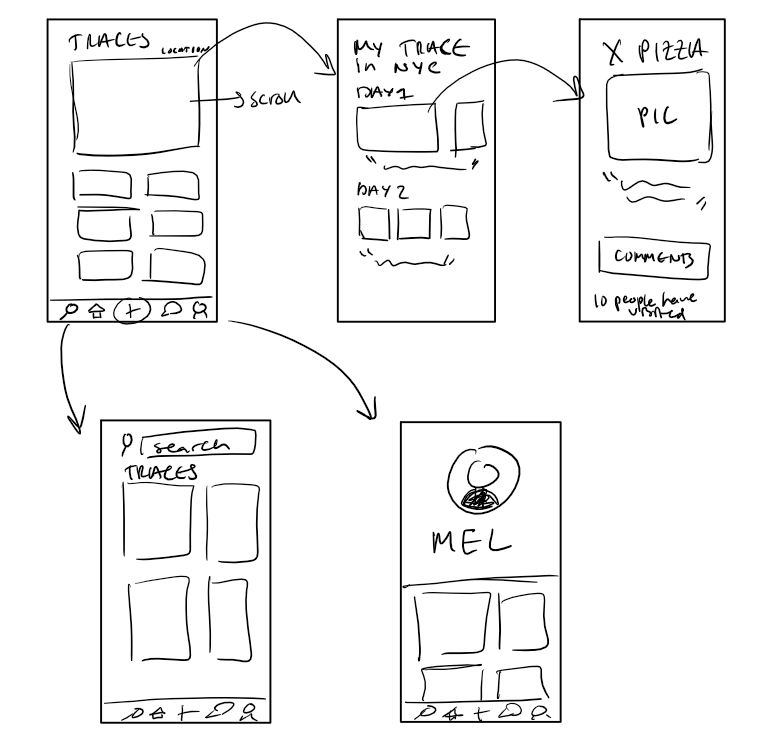 TRACES
LOCATION
SCROLL
MY TRACE
in NYC
DAY 1
" "
DAY 2
" "
X PIZZA
PIC
" "
COMMENTS
10 people have
visited
search
TRACES
MEL